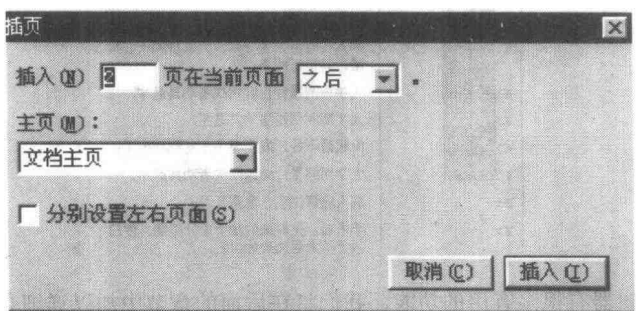 插页
插入(N) 2 页在当前页面 之后 。
主页(M):
文档主页
分别设置左右页面(S)
取消(C) 插入(I)